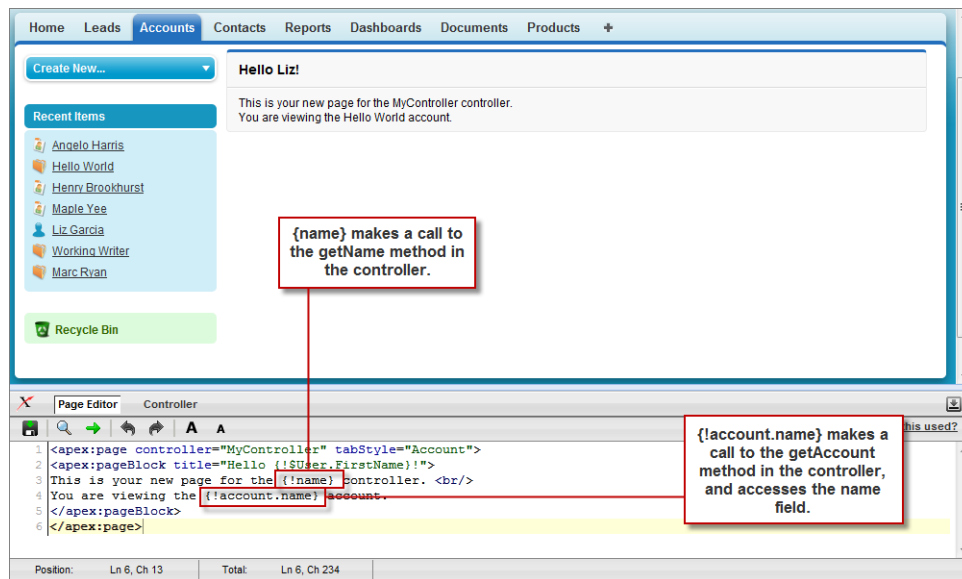 Home Leads Accounts Contacts Reports Dashboards Documents Products +
Create New...
Recent Items
Angelo Harris
Hello World
Henry Brookhurst
Maple Yee
Liz Garcia
Working Writer
Marc Ryan
Recycle Bin
Hello Liz!
This is your new page for the MyController controller.
You are viewing the Hello World account.
{name} makes a call to
the getName method in
the controller.
Page Editor Controller
A A
his used?
1 <apex:page controller="MyController" tabStyle="Account">
2 <apex:pageBlock title="Hello {!$User.FirstName}!">
3 This is your new page for the {!name} controller. <br/>
4 You are viewing the {!account.name} account.
5 </apex:pageBlock>
6 </apex:page>
{!account.name} makes a
call to the getAccount
method in the controller,
and accesses the name
field.
Position: Ln 6, Ch 13 Total: Ln 6, Ch 234